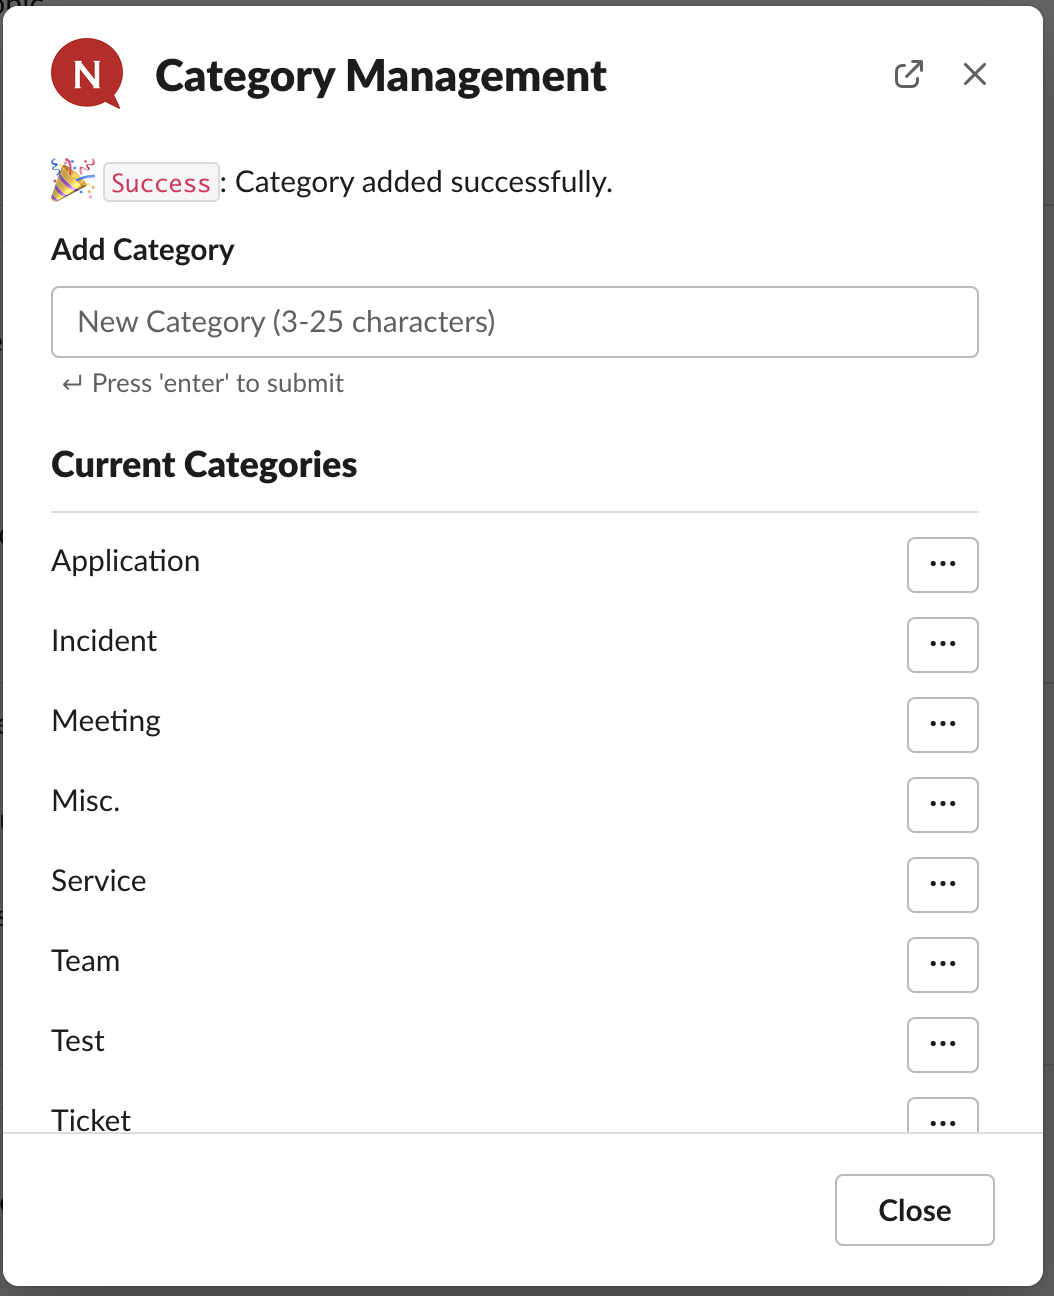 N
Category Management
Success: Category added successfully.
Add Category
New Category (3-25 characters)
↵ Press 'enter' to submit
Current Categories
Application
Incident
Meeting
Misc.
Service
Team
Test
Ticket
Close